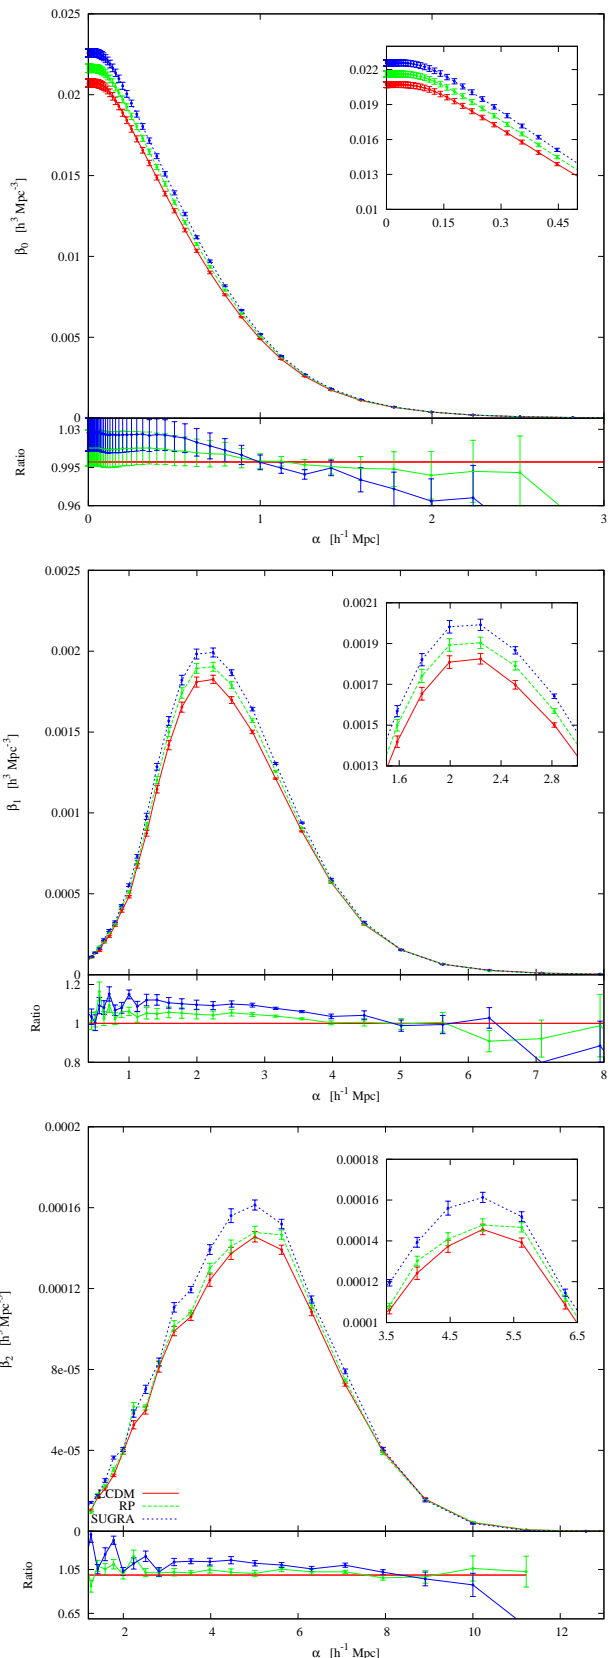 0.025
0.02
0.015
0.01
0.005
0
β0 [h³ Mpc⁻³]
0.022
0.019
0.016
0.013
0.01
0 0.15 0.3 0.45
1.03
0.995
0.96
Ratio
0 1 2 3
α [h⁻¹ Mpc]
0.0025
0.002
0.0015
0.001
0.0005
0
β1 [h³ Mpc⁻³]
0.0021
0.0019
0.0017
0.0015
0.0013
1.6 2 2.4 2.8
1.2
1
0.8
Ratio
1 2 3 4 5 6 7 8
α [h⁻¹ Mpc]
0.0002
0.00016
0.00012
8e-05
4e-05
0
β2 [h³ Mpc⁻³]
0.00018
0.00016
0.00014
0.00012
0.0001
3.5 4.5 5.5 6.5
LCDM
RP
SUGRA
1.05
0.65
Ratio
2 4 6 8 10 12
α [h⁻¹ Mpc]